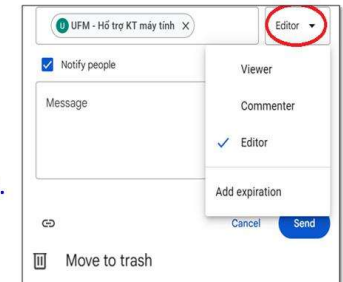 U UFM - Hổ trợ KT máy tính X Editor
Notify people
Viewer
Message
Commenter
Editor
Add expiration
Cancel Send
Move to trash